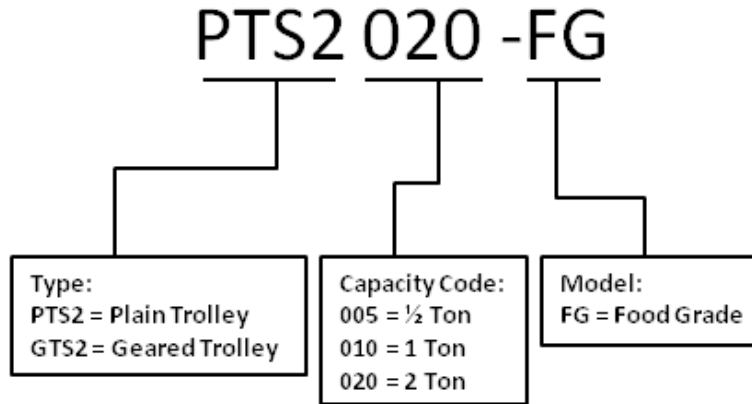 PTS2 020 -FG
Type:
PTS2 = Plain Trolley
GTS2 = Geared Trolley
Capacity Code:
005 = ½ Ton
010 = 1 Ton
020 = 2 Ton
Model:
FG = Food Grade